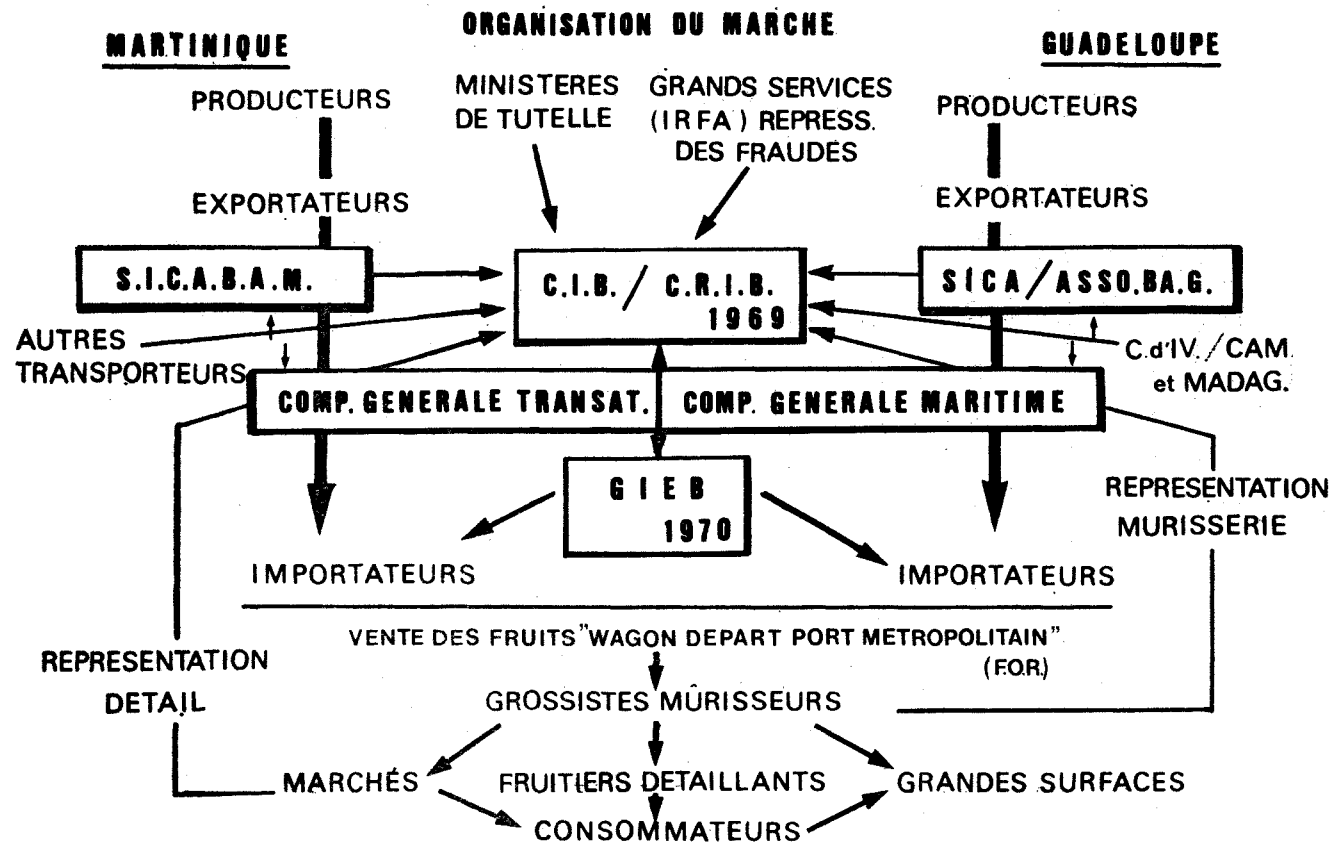 ORGANISATION DU MARCHE
MARTINIQUE
GUADELOUPE
PRODUCTEURS
MINISTERES
DE TUTELLE
GRANDS SERVICES
(IRFA) REPRESS.
DES FRAUDES
PRODUCTEURS
EXPORTATEURS
EXPORTATEURS
S.I.C.A.B.A.M.
C.I.B./ C.R.I.B.
1969
SICA/ASSO.BA.G.
AUTRES
TRANSPORTEURS
C.d'IV./CAM.
et MADAG.
COMP. GENERALE TRANSAT. COMP. GENERALE MARITIME
GIEB
1970
REPRESENTATION
MURISSERIE
IMPORTATEURS
IMPORTATEURS
VENTE DES FRUITS "WAGON DEPART PORT METROPOLITAIN"
(F.O.R.)
REPRESENTATION
DETAIL
GROSSISTES MÛRISSEURS
MARCHÉS
FRUITIERS DETAILLANTS
GRANDES SURFACES
CONSOMMATEURS